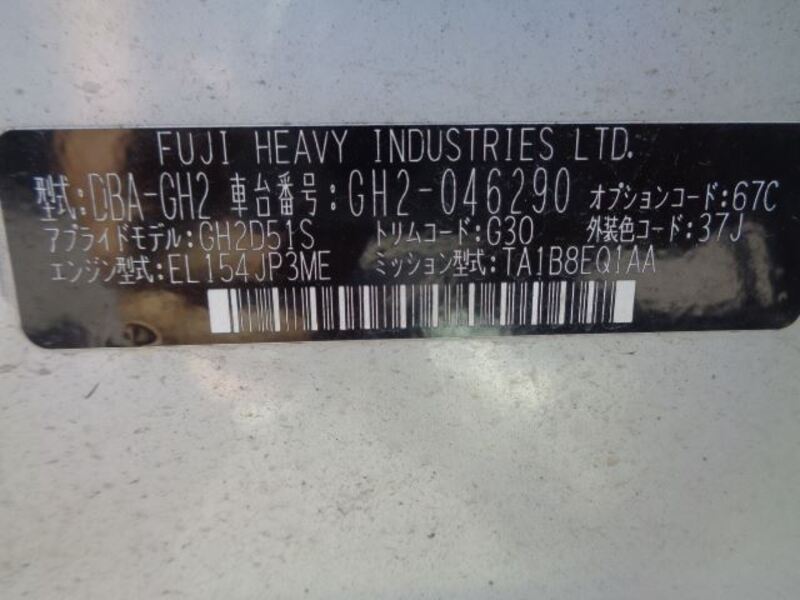 FUJI HEAVY INDUSTRIES LTD.
型式:DBA-GH2 車台番号:GH2-046290 オプションコード:67C
アプライドモデル:GH2D51S トリムコード:G30 外装色コード:37J
エンジン型式:EL154JP3ME ミッション型式:TA1B8EQ1AA